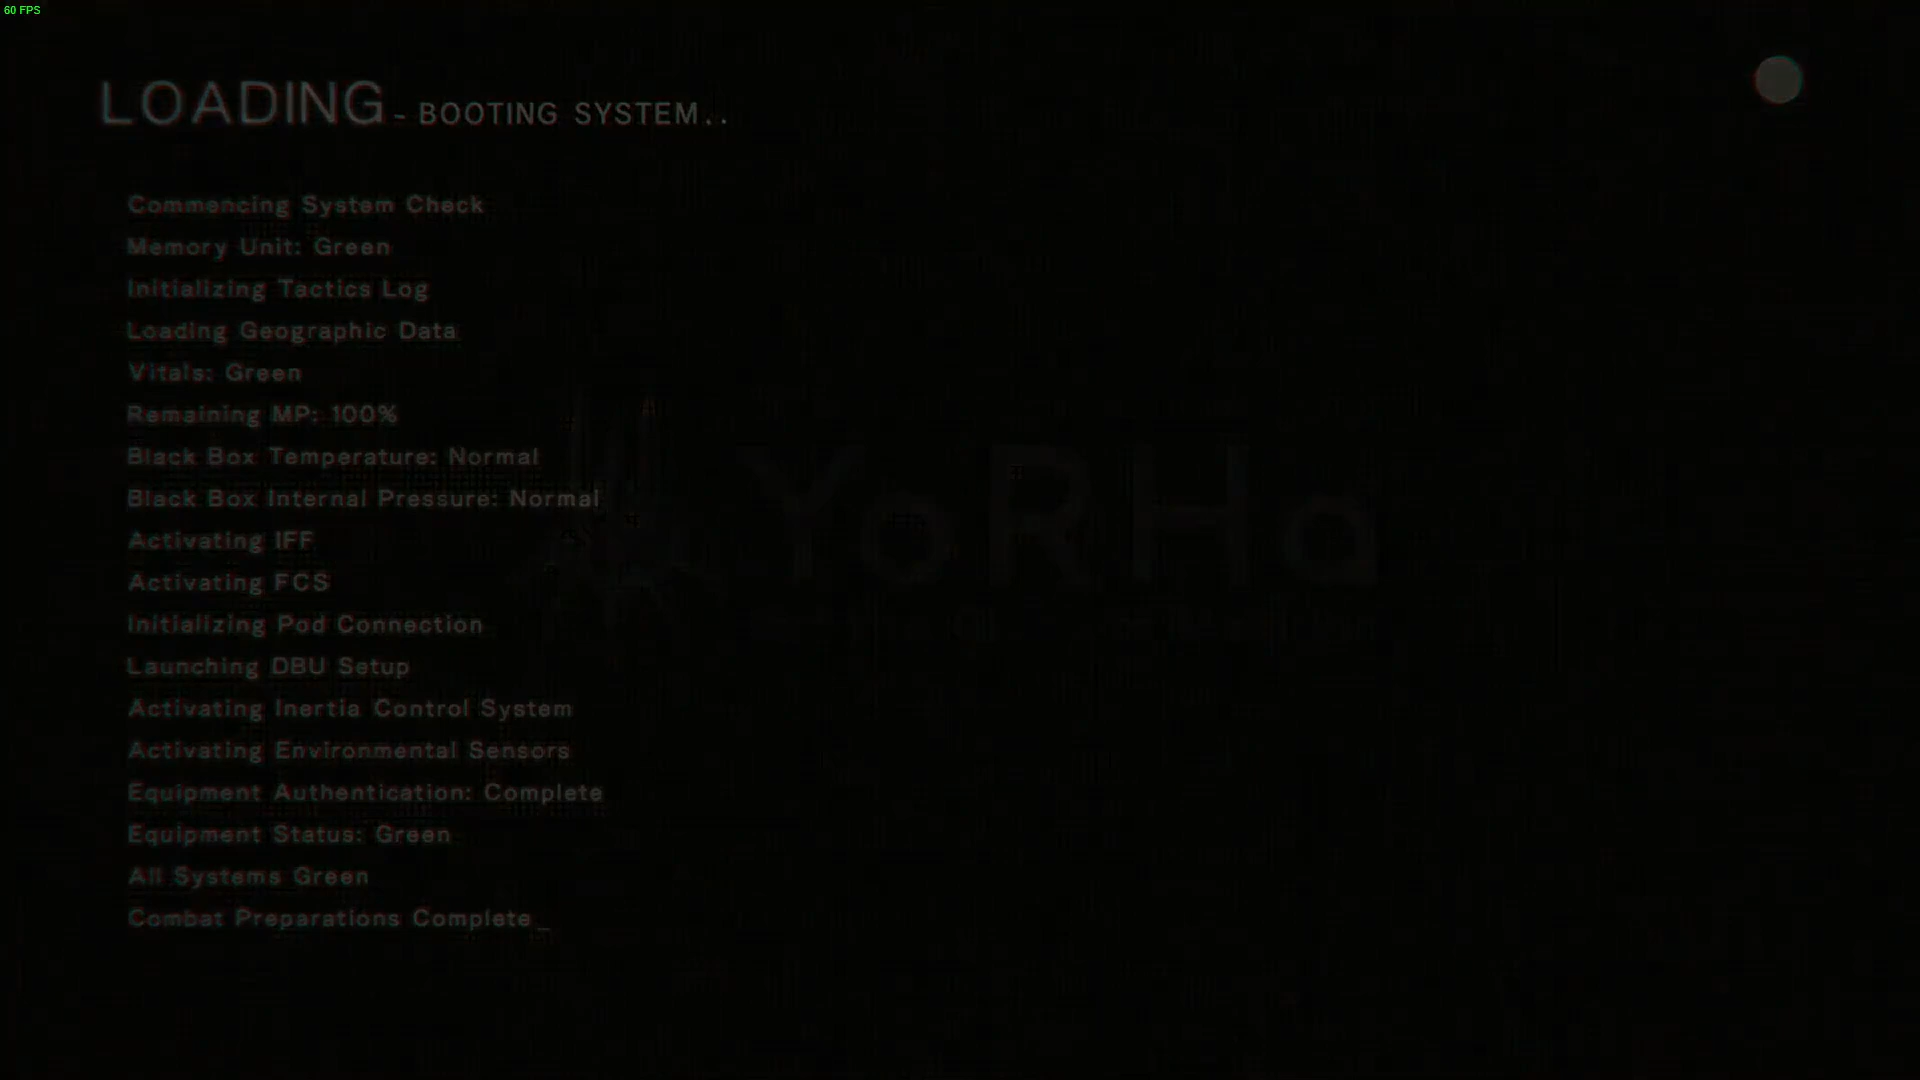 60 FPS
LOADING - BOOTING SYSTEM..
Commencing System Check
Memory Unit: Green
Initializing Tactics Log
Loading Geographic Data
Vitals: Green
Remaining MP: 100%
Black Box Temperature: Normal
Black Box Internal Pressure: Normal
Activating IFF
Activating FCS
Initializing Pod Connection
Launching DBU Setup
Activating Inertia Control System
Activating Environmental Sensors
Equipment Authentication: Complete
Equipment Status: Green
All Systems Green
Combat Preparations Complete _
YoRHa